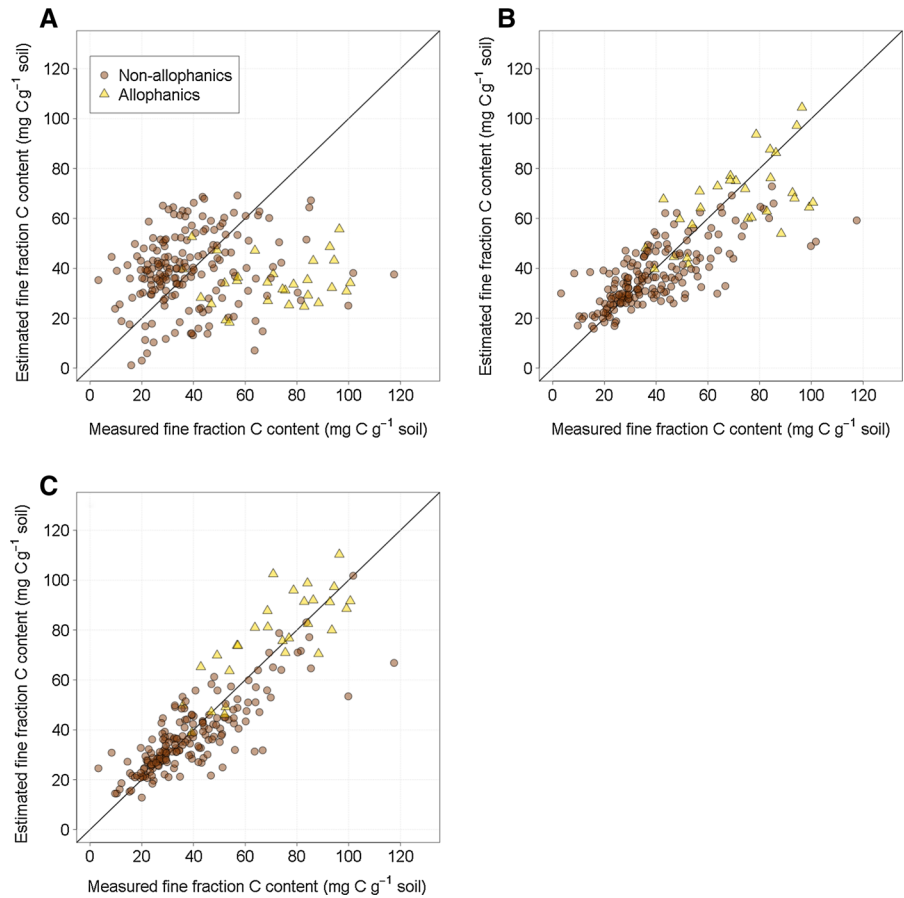 A
Estimated fine fraction C content (mg Cg⁻¹ soil)
120
100
80
60
40
20
0
Non-allophanics
Allophanics
0 20 40 60 80 100 120
Measured fine fraction C content (mg C g⁻¹ soil)
B
Estimated fine fraction C content (mg Cg⁻¹ soil)
120
100
80
60
40
20
0
0 20 40 60 80 100 120
Measured fine fraction C content (mg C g⁻¹ soil)
C
Estimated fine fraction C content (mg Cg⁻¹ soil)
120
100
80
60
40
20
0
0 20 40 60 80 100 120
Measured fine fraction C content (mg C g⁻¹ soil)